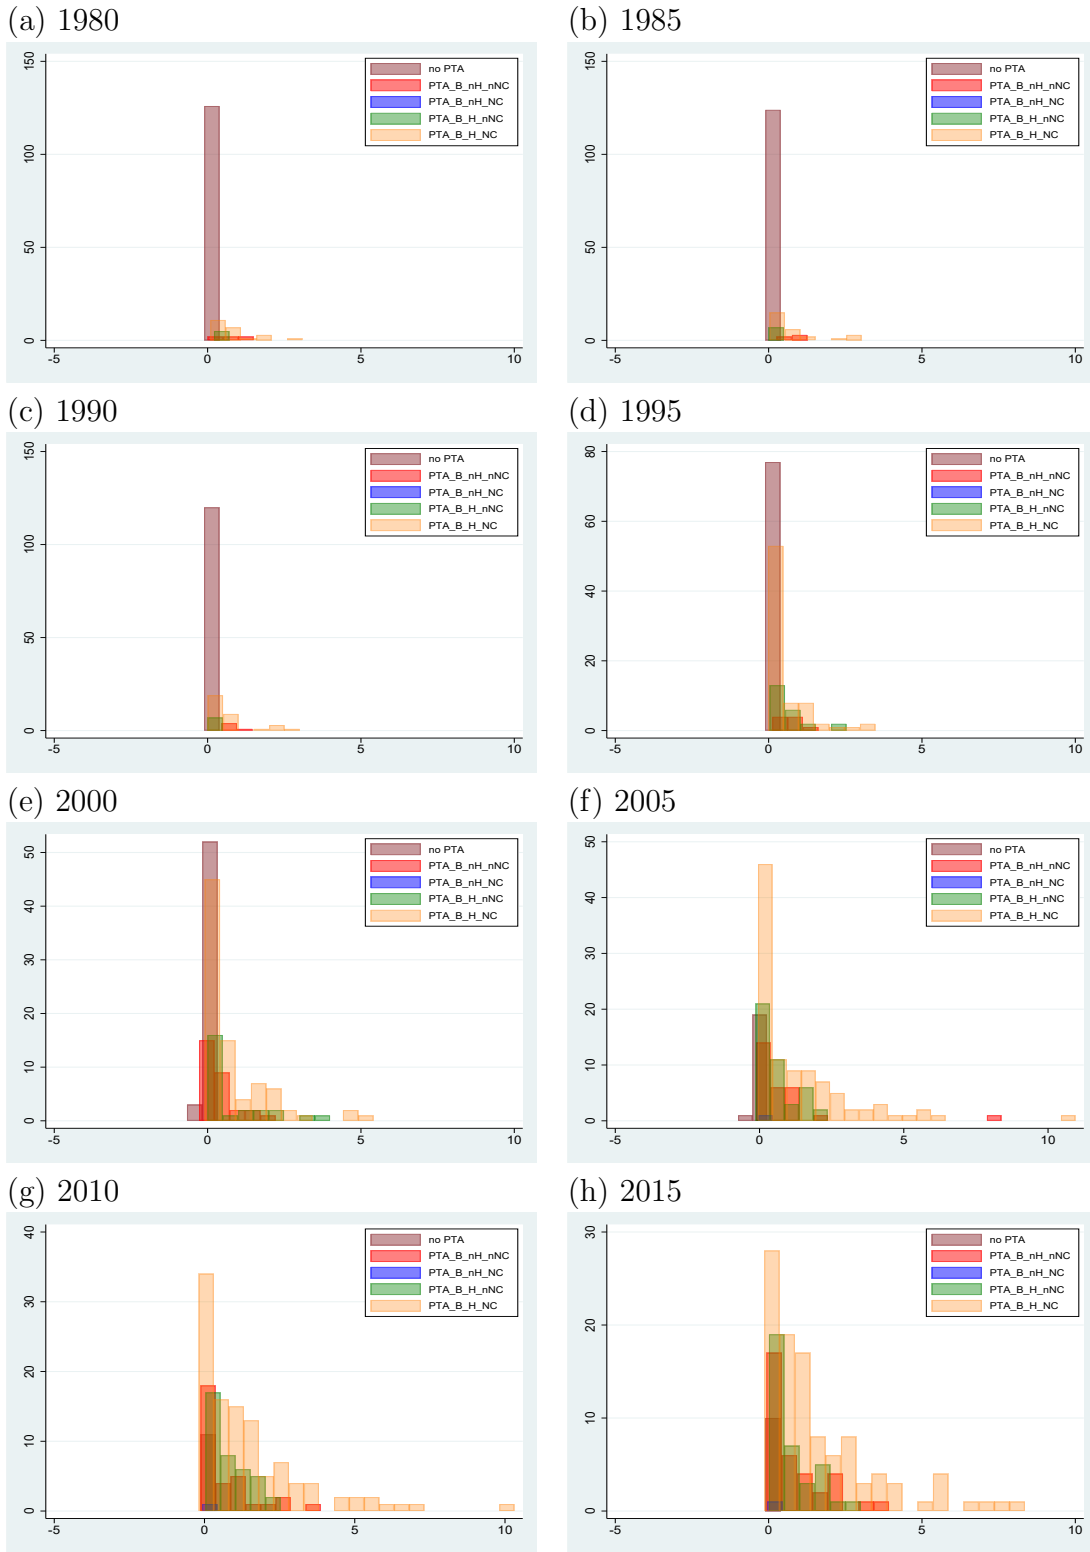 (a) 1980
150
100
50
0
-5 0 5 10
no PTA
PTA_B_nH_nNC
PTA_B_nH_NC
PTA_B_H_nNC
PTA_B_H_NC
(b) 1985
150
100
50
0
-5 0 5 10
no PTA
PTA_B_nH_nNC
PTA_B_nH_NC
PTA_B_H_nNC
PTA_B_H_NC
(c) 1990
150
100
50
0
-5 0 5 10
no PTA
PTA_B_nH_nNC
PTA_B_nH_NC
PTA_B_H_nNC
PTA_B_H_NC
(d) 1995
80
60
40
20
0
-5 0 5 10
no PTA
PTA_B_nH_nNC
PTA_B_nH_NC
PTA_B_H_nNC
PTA_B_H_NC
(e) 2000
50
40
30
20
10
0
-5 0 5 10
no PTA
PTA_B_nH_nNC
PTA_B_nH_NC
PTA_B_H_nNC
PTA_B_H_NC
(f) 2005
50
40
30
20
10
0
-5 0 5 10
no PTA
PTA_B_nH_nNC
PTA_B_nH_NC
PTA_B_H_nNC
PTA_B_H_NC
(g) 2010
40
30
20
10
0
-5 0 5 10
no PTA
PTA_B_nH_nNC
PTA_B_nH_NC
PTA_B_H_nNC
PTA_B_H_NC
(h) 2015
30
20
10
0
-5 0 5 10
no PTA
PTA_B_nH_nNC
PTA_B_nH_NC
PTA_B_H_nNC
PTA_B_H_NC